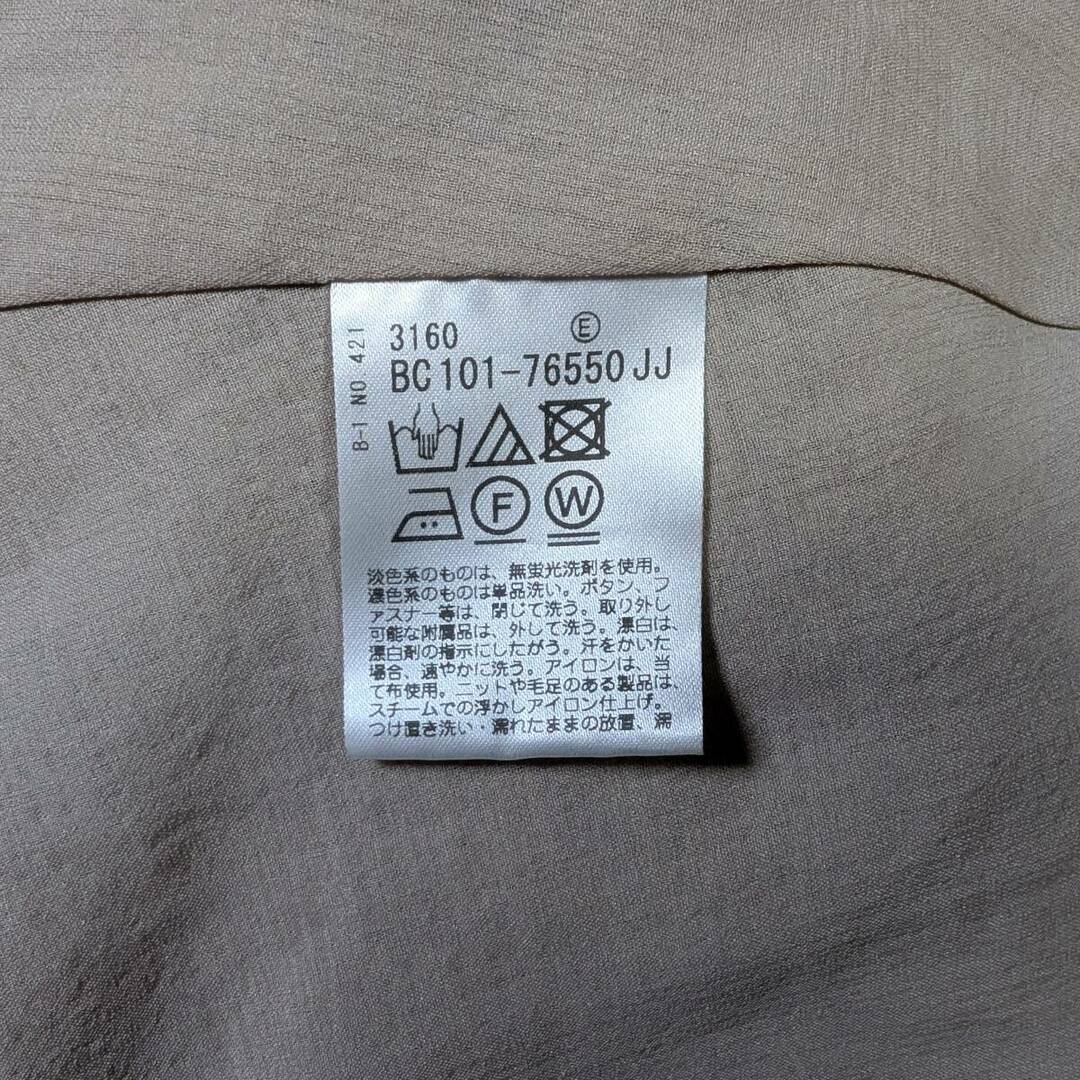 3160 Ⓔ
BC101-76550JJ
B-1 NO 421
F W
淡色系のものは、無蛍光洗剤を使用。
濃色系のものは単品洗い。ボタン、フ
ァスナー等は、閉じて洗う。取り外し
可能な附属品は、外して洗う。漂白は、
漂白剤の指示にしたがう。汗をかいた
場合、速やかに洗う。アイロンは、当
て布使用。ニットや毛足のある製品は、
スチームでの浮かしアイロン仕上げ。
つけ置き洗い・濡れたままの放置、濡